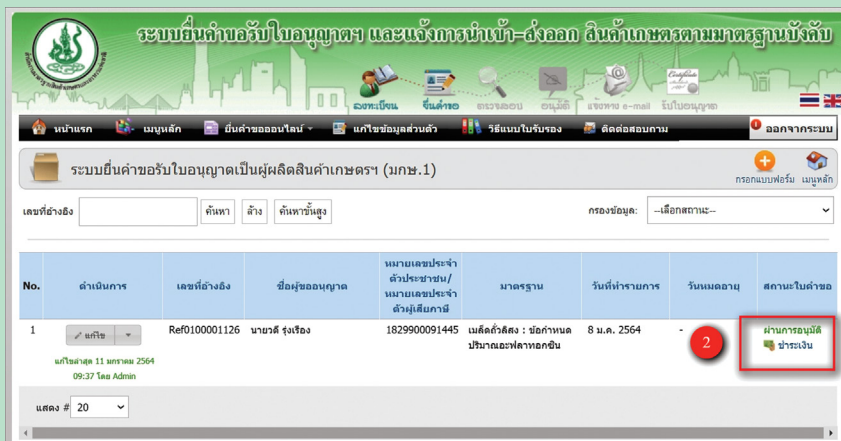 ระบบยื่นคำขอรับใบอนุญาตฯ และแจ้งการนำเข้า-ส่งออก สินค้าเกษตรตามมาตรฐานบังคับ
ลงทะเบียน ยื่นคำขอ ตรวจสอบ อนุมัติ แจ้งทาง e-mail รับใบอนุญาต
หน้าแรก เมนูหลัก ยื่นคำขอออนไลน์ แก้ไขข้อมูลส่วนตัว วิธีแนบใบรับรอง ติดต่อสอบถาม ออกจากระบบ
ระบบยื่นคำขอรับใบอนุญาตเป็นผู้ผลิตสินค้าเกษตรฯ (มกษ.1)
กรอกแบบฟอร์ม เมนูหลัก
เลขที่อ้างอิง ค้นหา ล้าง ค้นหาขั้นสูง กรองข้อมูล: --เลือกสถานะ--
No. ดำเนินการ เลขที่อ้างอิง ชื่อผู้ขออนุญาต หมายเลขประจำ
ตัวประชาชน/
หมายเลขประจำ
ตัวผู้เสียภาษี มาตรฐาน วันที่ทำรายการ วันหมดอายุ สถานะใบคำขอ
1 แก้ไข Ref0100001126 นายวดี รุ่งเรือง 1829900091445 เมล็ดถั่วลิสง : ข้อกำหนด
ปริมาณอะฟลาทอกซิน 8 ม.ค. 2564 - ผ่านการอนุมัติ
2 ชำระเงิน
แก้ไขล่าสุด 11 มกราคม 2564
09:37 โดย Admin
แสดง # 20